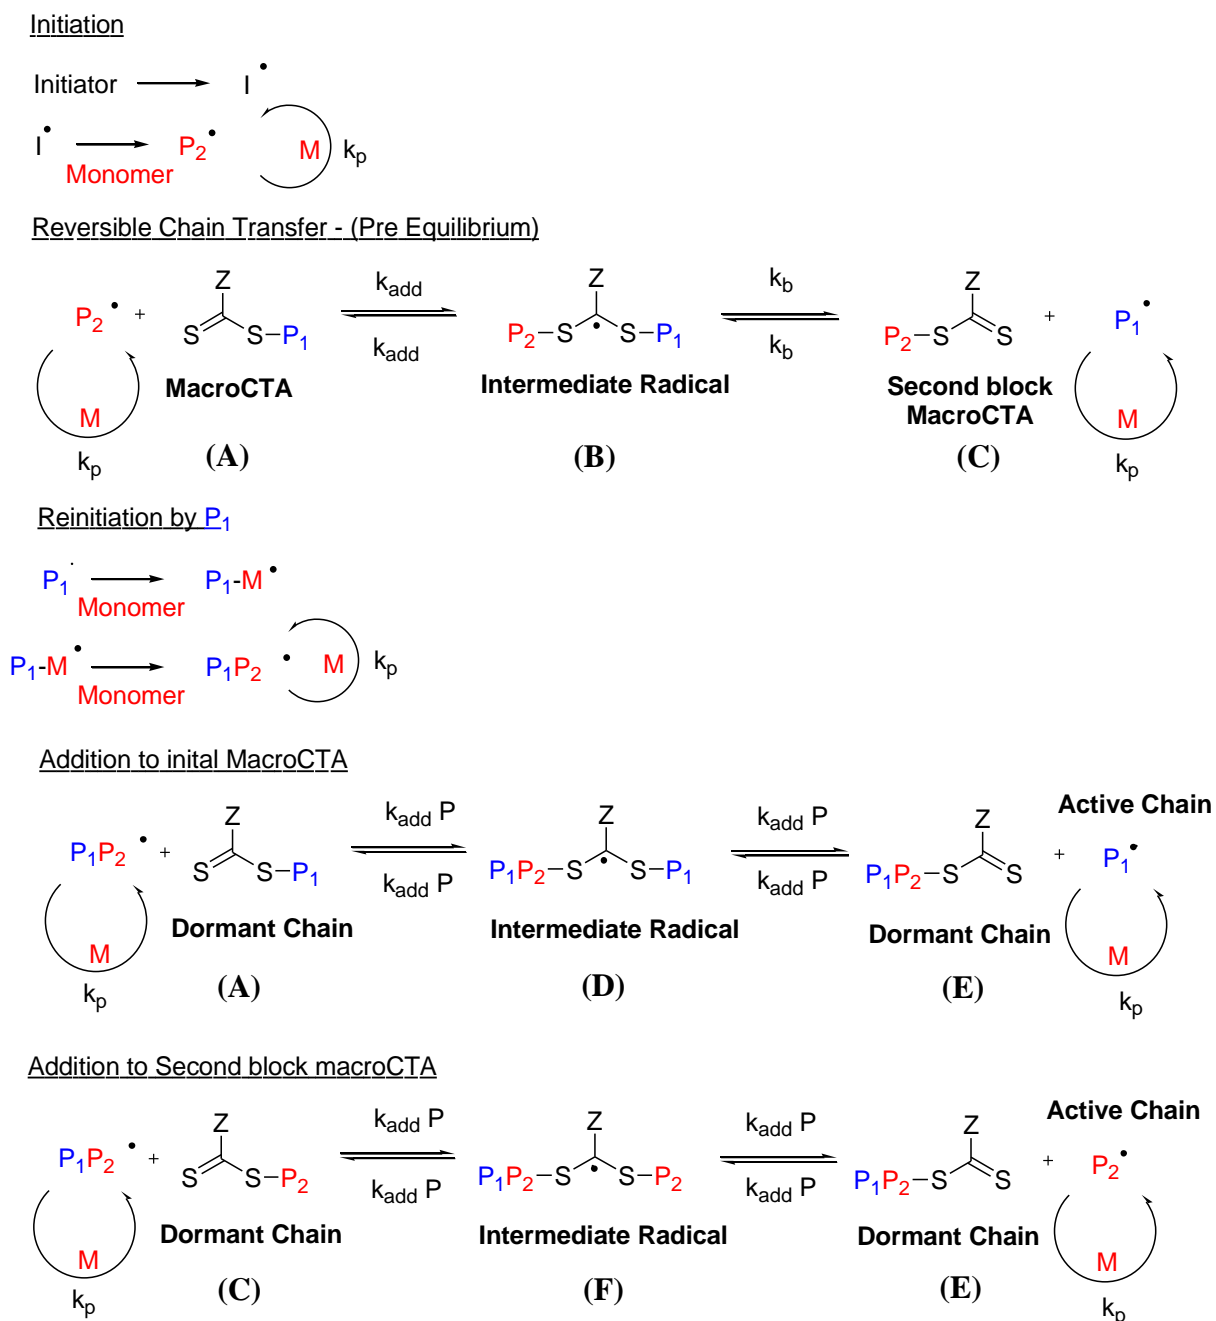 Initiation
Initiator I•
I• P2•
M kp
Monomer
Reversible Chain Transfer - (Pre Equilibrium)
Z kadd Z kb Z
P2• + S S–P1 P2–S • S–P1 P2–S S + P1•
kadd kb
MacroCTA Intermediate Radical Second block
MacroCTA
M M
kp (A) (B) (C) kp
Reinitiation by P1
P1· P1-M•
Monomer
P1-M• P1P2• M kp
Monomer
Addition to inital MacroCTA
kadd P kadd P Active Chain
Z Z Z
P1P2• + S S–P1 P1P2–S • S–P1 P1P2–S S + P1•
kadd P kadd P
Dormant Chain Intermediate Radical Dormant Chain
M M
kp (A) (D) (E) kp
Addition to Second block macroCTA
kadd P kadd P Active Chain
Z Z Z
P1P2• + S S–P2 P1P2–S • S–P2 P1P2–S S + P2•
kadd P kadd P
Dormant Chain Intermediate Radical Dormant Chain
M M
kp (C) (F) (E) kp